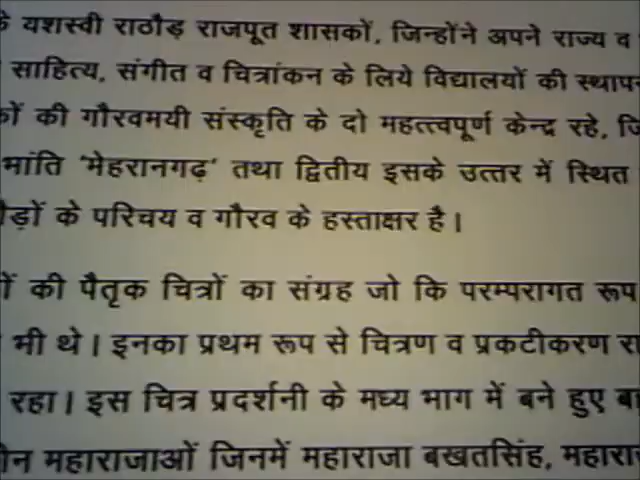 के यशस्वी राठौड़ राजपूत शासकों, जिन्होंने अपने राज्य व
साहित्य, संगीत व चित्रांकन के लिये विद्यालयों की
की गौरवमयी संस्कृति के दो महत्त्वपूर्ण केन्द्र रहे,
भांति 'मेहरानगढ़' तथा द्वितीय इसके उत्तर में स्थित
के परिचय व गौरव के हस्ताक्षर है।
की पैतृक चित्रों का संग्रह जो कि परम्परागत रूप
भी थे। इनका प्रथम रूप से चित्रण व प्रकटीकरण
रहा। इस चित्र प्रदर्शनी के मध्य भाग में बने हुए
महाराजाओं जिनमें महाराजा बखतसिंह,